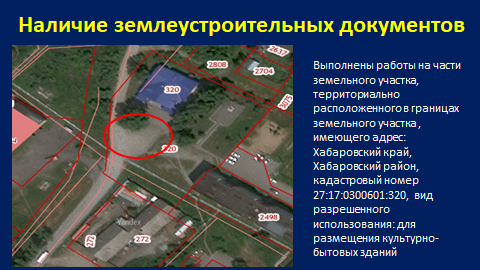 Наличие землеустроительных документов
Выполнены работы на части
земельного участка,
территориально
расположенного в границах
земельного участка ,
имеющего адрес:
Хабаровский край,
Хабаровский район,
кадастровый номер
27:17:0300601:320, вид
разрешенного
использования: для
размещения культурно-
бытовых зданий
2617
2808
2704
320
3075
320
Yandex
2498
272
272